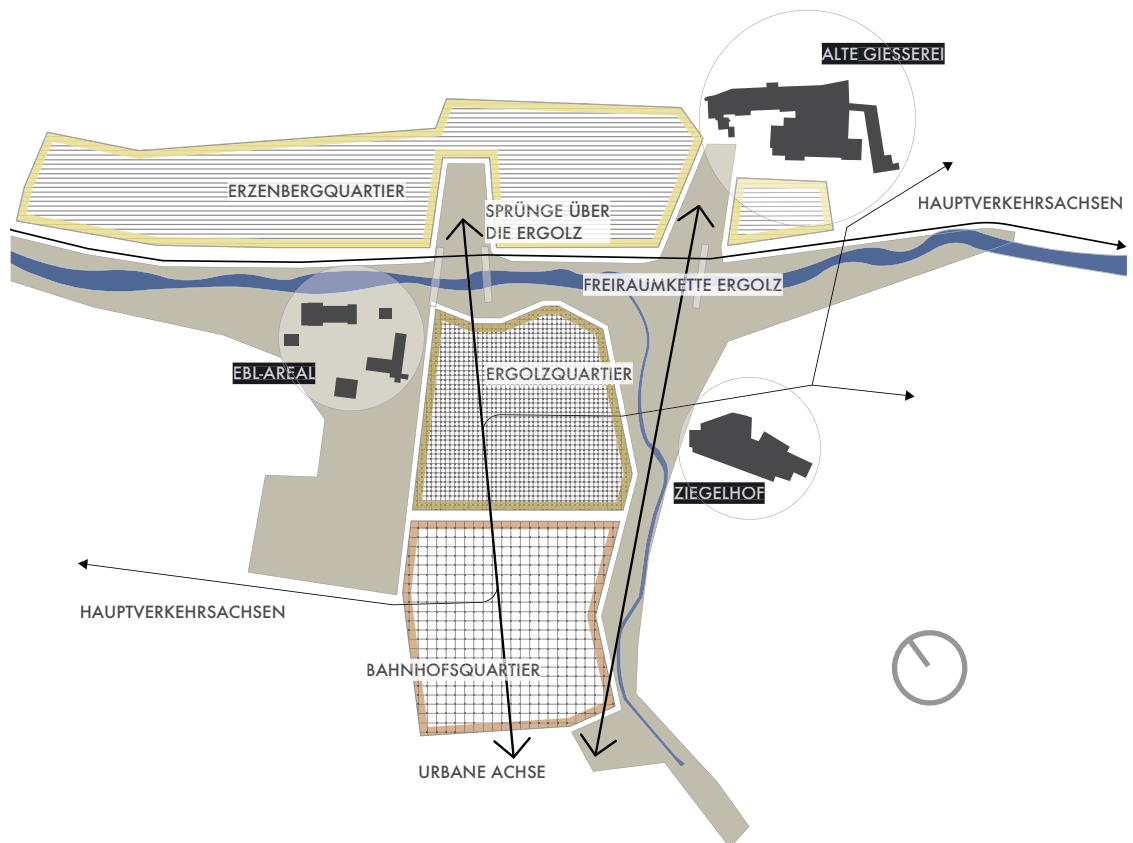 ALTE GIESSEREI
ERZENBERGQUARTIER
HAUPTVERKEHRSACHSEN
SPRÜNGE ÜBER
DIE ERGOLZ
FREIRAUMKETTE ERGOLZ
EBL-AREAL
ERGOLZQUARTIER
ZIEGELHOF
HAUPTVERKEHRSACHSEN
BAHNHOFSQUARTIER
URBANE ACHSE